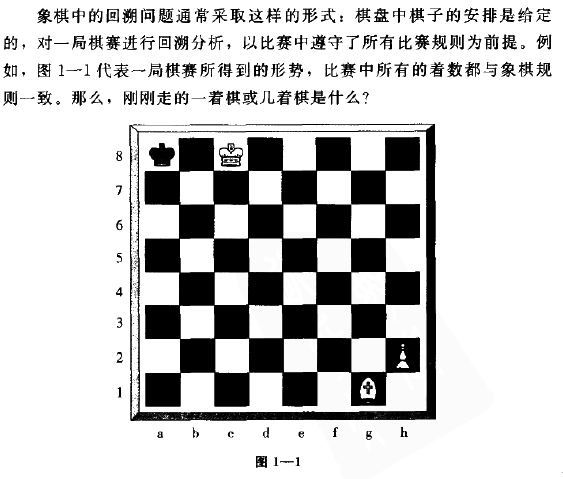 象棋中的回溯问题通常采取这样的形式：棋盘中棋子的安排是给定
的，对一局棋赛进行回溯分析，以比赛中遵守了所有比赛规则为前提。例
如，图1—1代表一局棋赛所得到的形势，比赛中所有的着数都与象棋规
则一致。那么，刚刚走的一着棋或几着棋是什么？
8
7
6
5
4
3
2
1
a b c d e f g h
图1—1